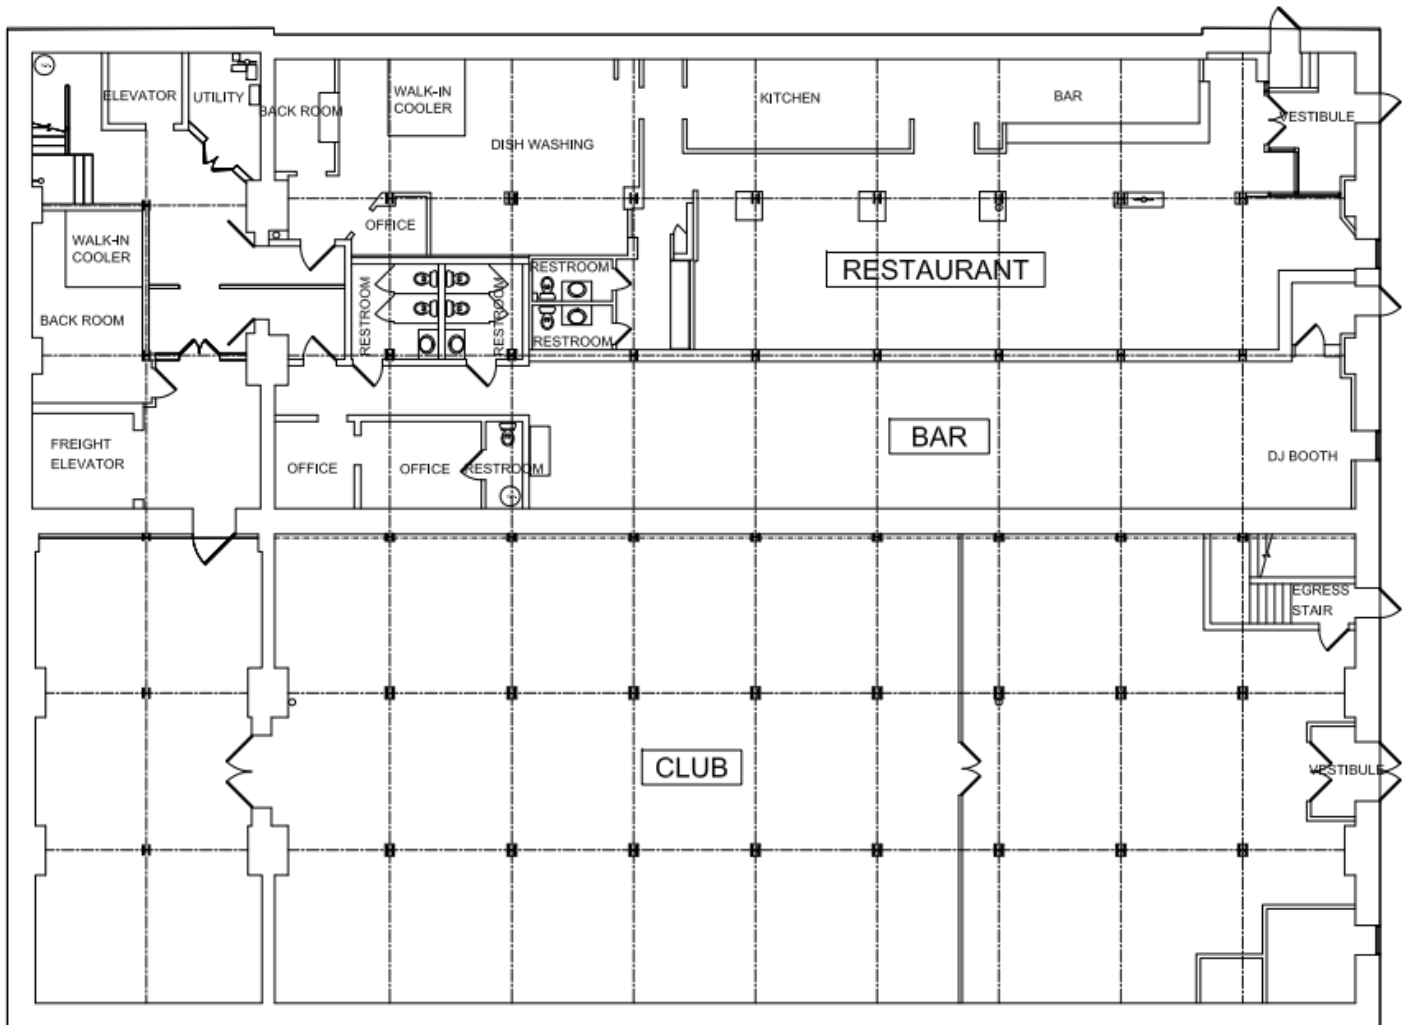 ELEVATOR
UTILITY
BACK ROOM
WALK-IN
COOLER
DISH WASHING
KITCHEN
BAR
VESTIBULE
OFFICE
WALK-IN
COOLER
BACK ROOM
RESTROOM
RESTROOM
RESTROOM
RESTROOM
RESTAURANT
FREIGHT
ELEVATOR
OFFICE
OFFICE
RESTROOM
BAR
DJ BOOTH
EGRESS
STAIR
CLUB
VESTIBULE